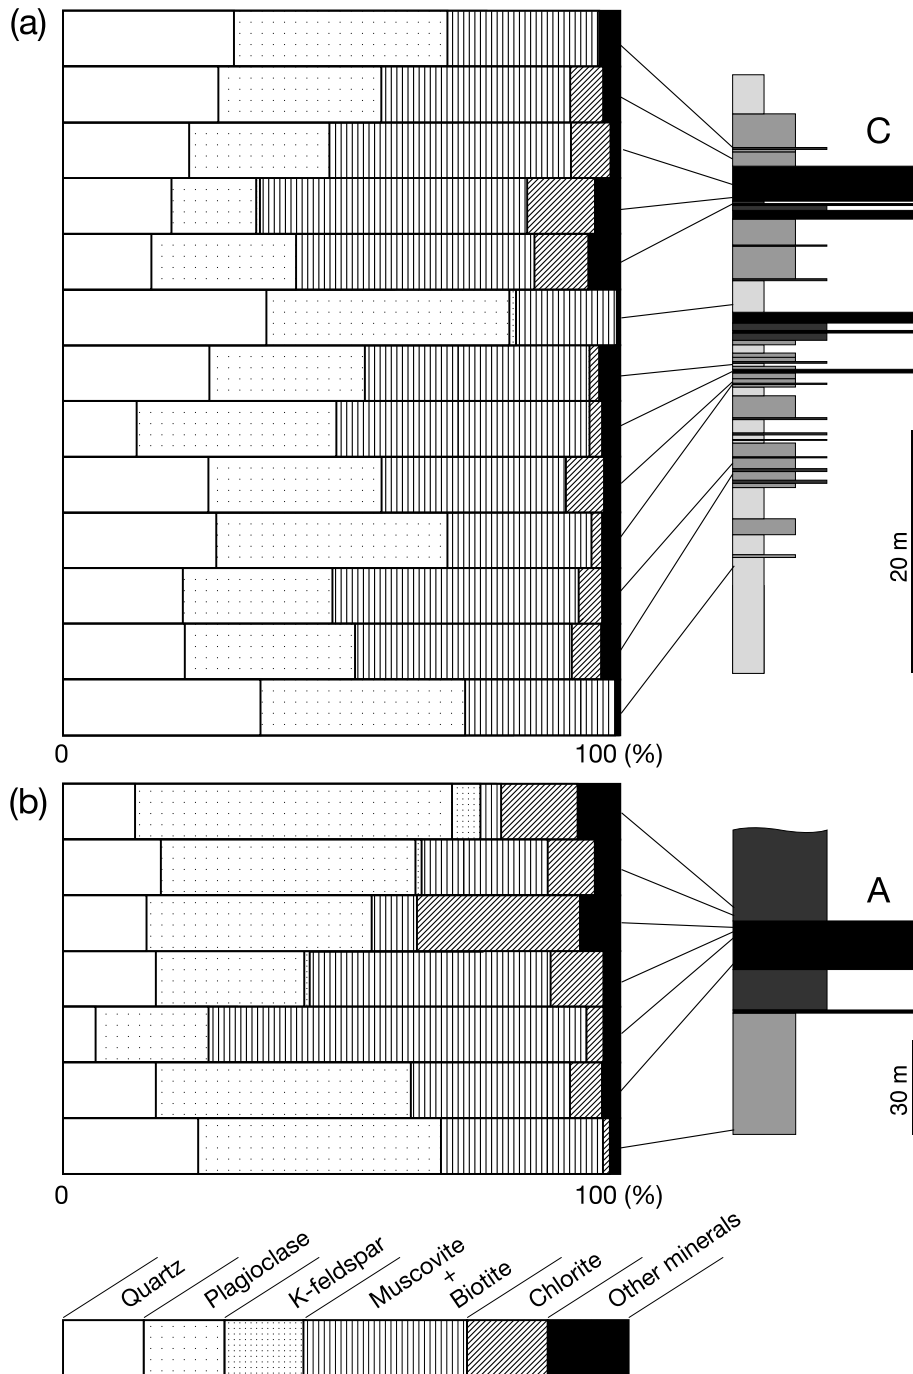 (a)
C
20 m
0
100 (%)
(b)
A
30 m
0
100 (%)
Quartz
Plagioclase
K-feldspar
Muscovite
+
Biotite
Chlorite
Other minerals